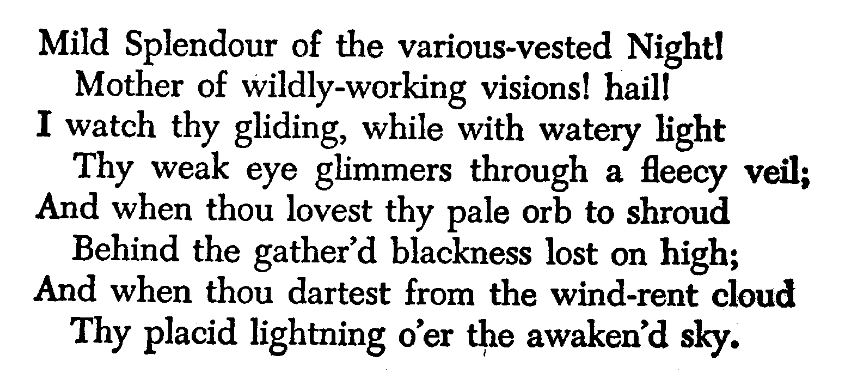 Mild Splendour of the various-vested Night!
Mother of wildly-working visions! hail!
I watch thy gliding, while with watery light
Thy weak eye glimmers through a fleecy veil;
And when thou lovest thy pale orb to shroud
Behind the gather'd blackness lost on high;
And when thou dartest from the wind-rent cloud
Thy placid lightning o'er the awaken'd sky.